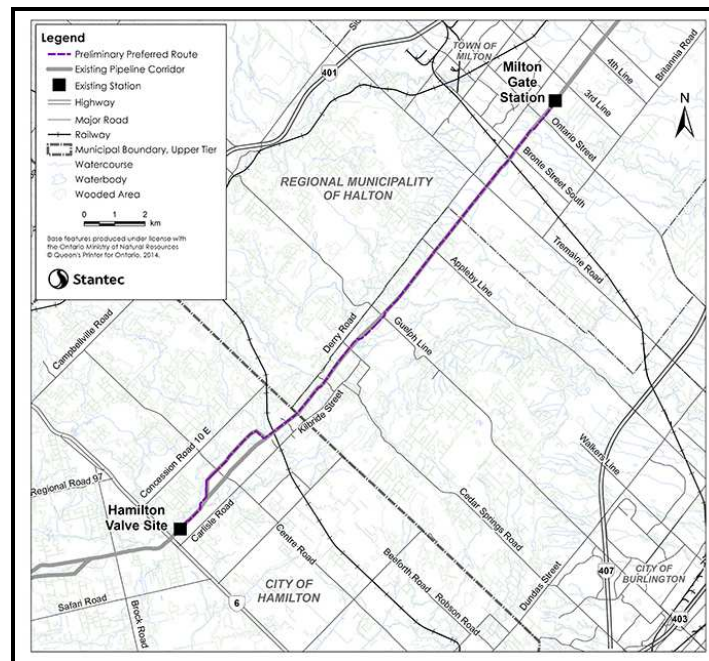 Legend
Preliminary Preferred Route
Existing Pipeline Corridor
Existing Station
Highway
Major Road
Railway
Municipal Boundary, Upper Tier
Watercourse
Waterbody
Wooded Area
0 1 2
km
Base features produced under license with
the Ontario Ministry of Natural Resources
© Queen's Printer for Ontario, 2014.
Stantec
401
TOWN OF
MILTON
Milton
Gate
Station
4th Line
3rd Line
Britannia Road
N
Ontario Street
Bronte Street South
REGIONAL MUNICIPALITY
OF HALTON
Tremaine Road
Appleby Line
Campbellville Road
Derry Road
Guelph Line
Kilbride Street
Concession Road 10 E
Walkers Line
Regional Road 97
Hamilton
Valve Site
Carlisle Road
Cedar Springs Road
Centre Road
Dundas Street
407
CITY OF
BURLINGTON
CITY OF
HAMILTON
Beeforth Road
Robson Road
6
Safari Road
Brock Road
403